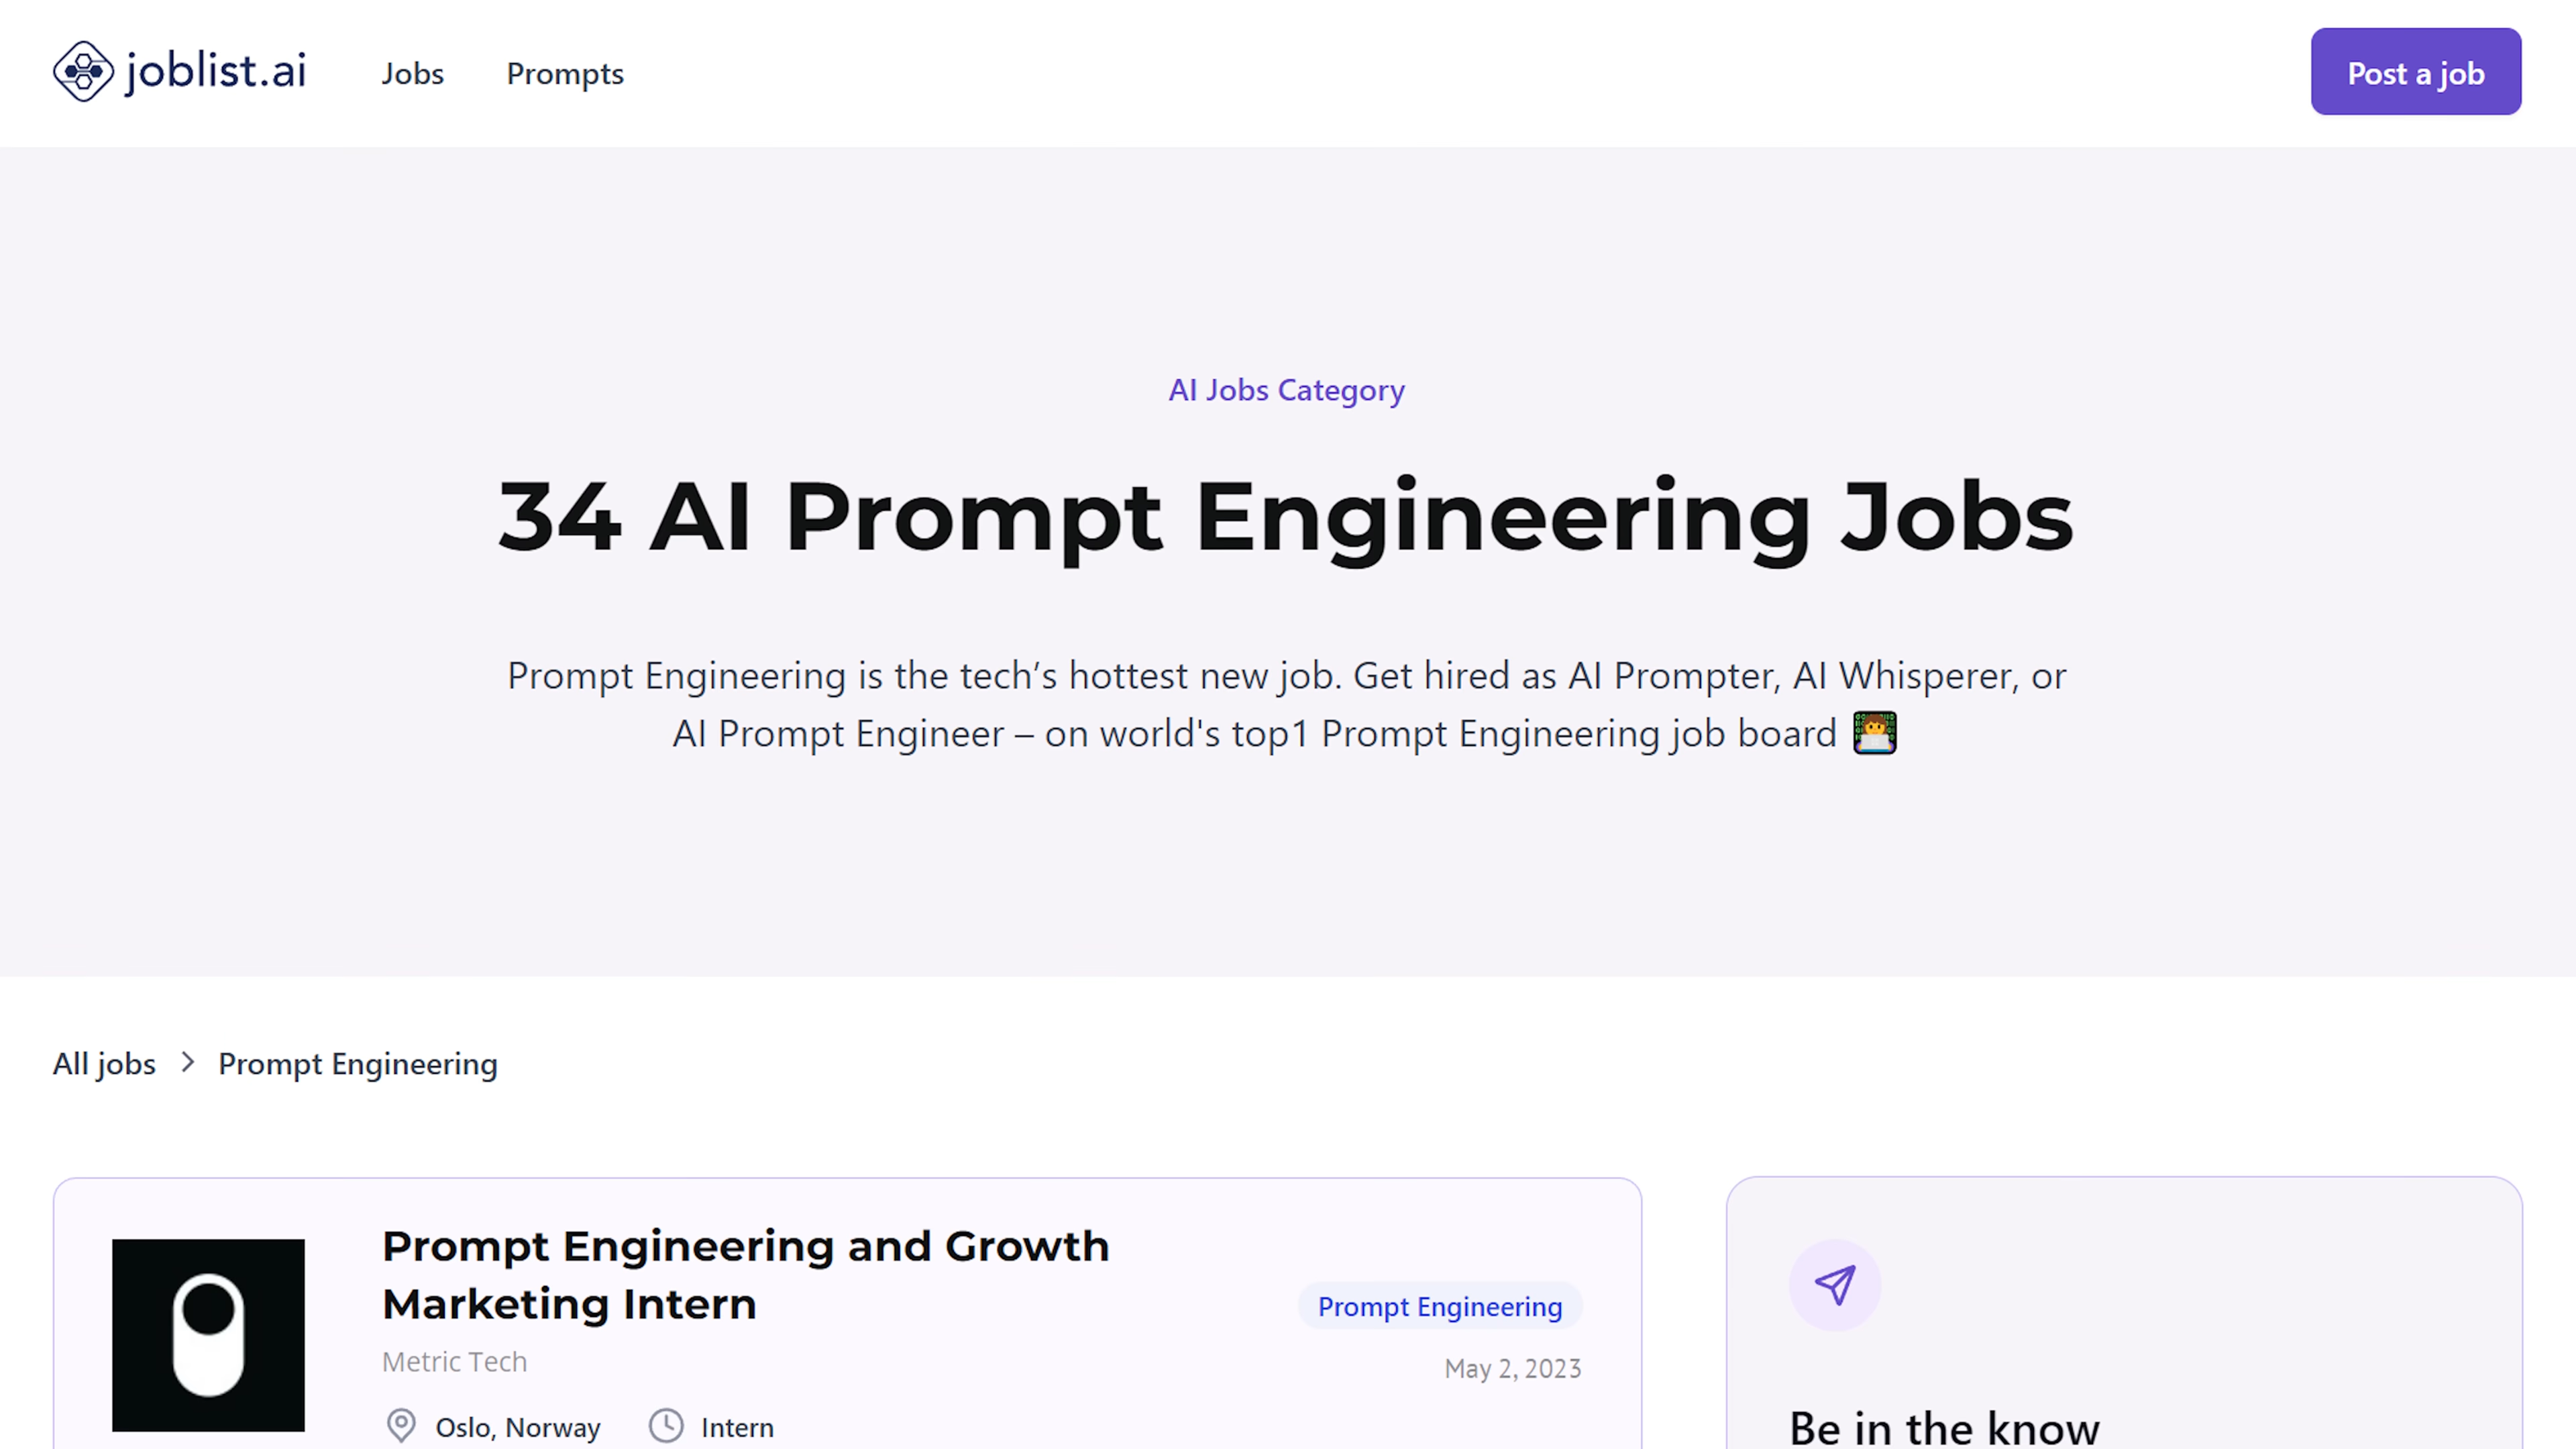 joblist.ai
Jobs
Prompts
Post a job
AI Jobs Category
34 AI Prompt Engineering Jobs
Prompt Engineering is the tech’s hottest new job. Get hired as AI Prompter, AI Whisperer, or
AI Prompt Engineer – on world's top1 Prompt Engineering job board 👨‍💻
All jobs
Prompt Engineering
Prompt Engineering and Growth
Marketing Intern
Metric Tech
Oslo, Norway
Intern
Prompt Engineering
May 2, 2023
Be in the know